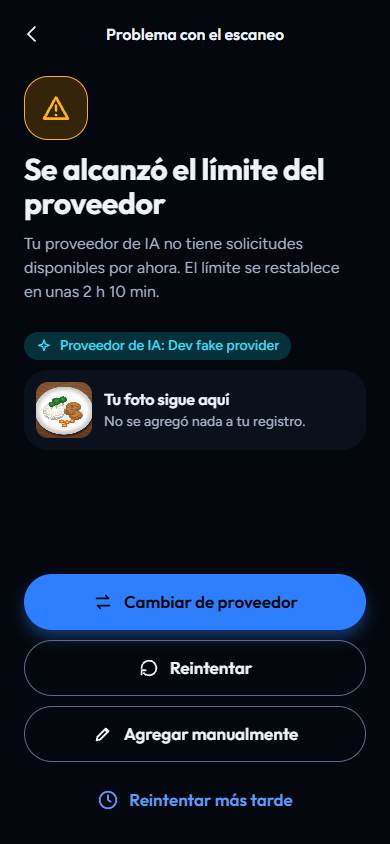 Problema con el escaneo
Se alcanzó el límite del
proveedor
Tu proveedor de IA no tiene solicitudes
disponibles por ahora. El límite se restablece
en unas 2 h 10 min.
Proveedor de IA: Dev fake provider
Tu foto sigue aquí
No se agregó nada a tu registro.
Cambiar de proveedor
Reintentar
Agregar manualmente
Reintentar más tarde